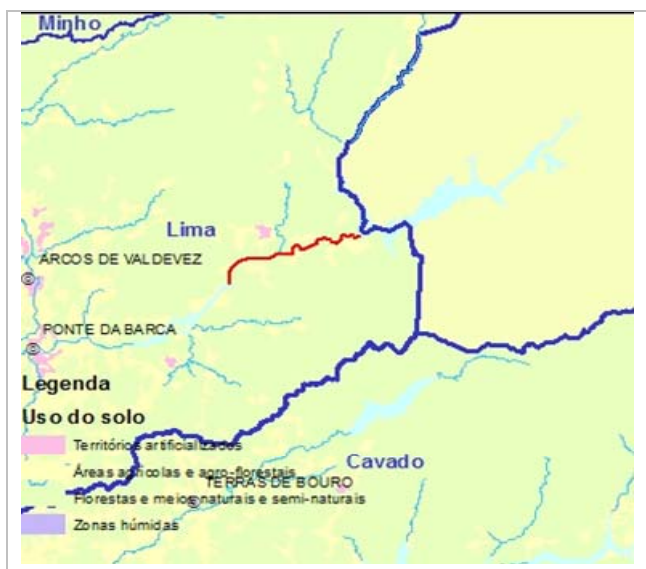 Minho
Lima
ARCOS DE VALDEVEZ
PONTE DA BARCA
Legenda
Uso do solo
Territórios artificializados
Cavado
Áreas agrícolas e agro-florestais
TERRAS DE BOURO
Florestas e meios naturais e semi-naturais
Zonas húmidas